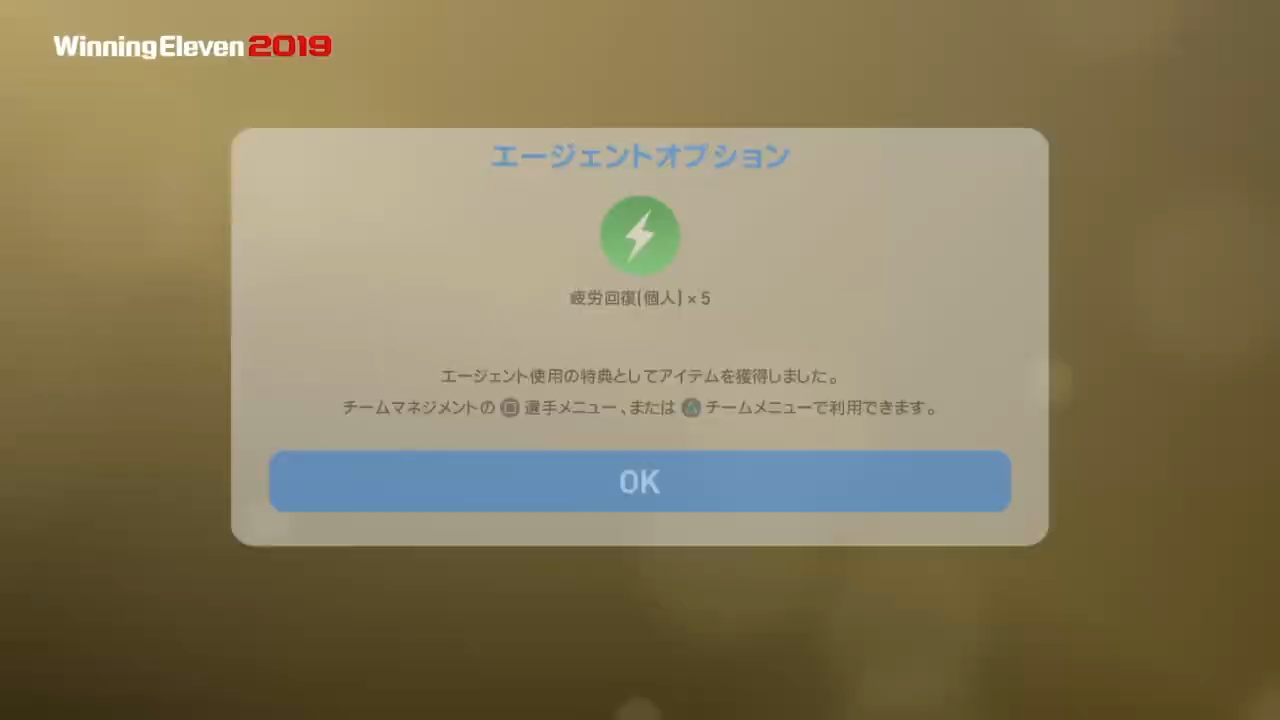 Winning Eleven 2019
エージェントオプション
疲労回復(個人) × 5
エージェント使用の特典としてアイテムを獲得しました。
チームマネジメントの 選手メニュー、または チームメニューで利用できます。
OK